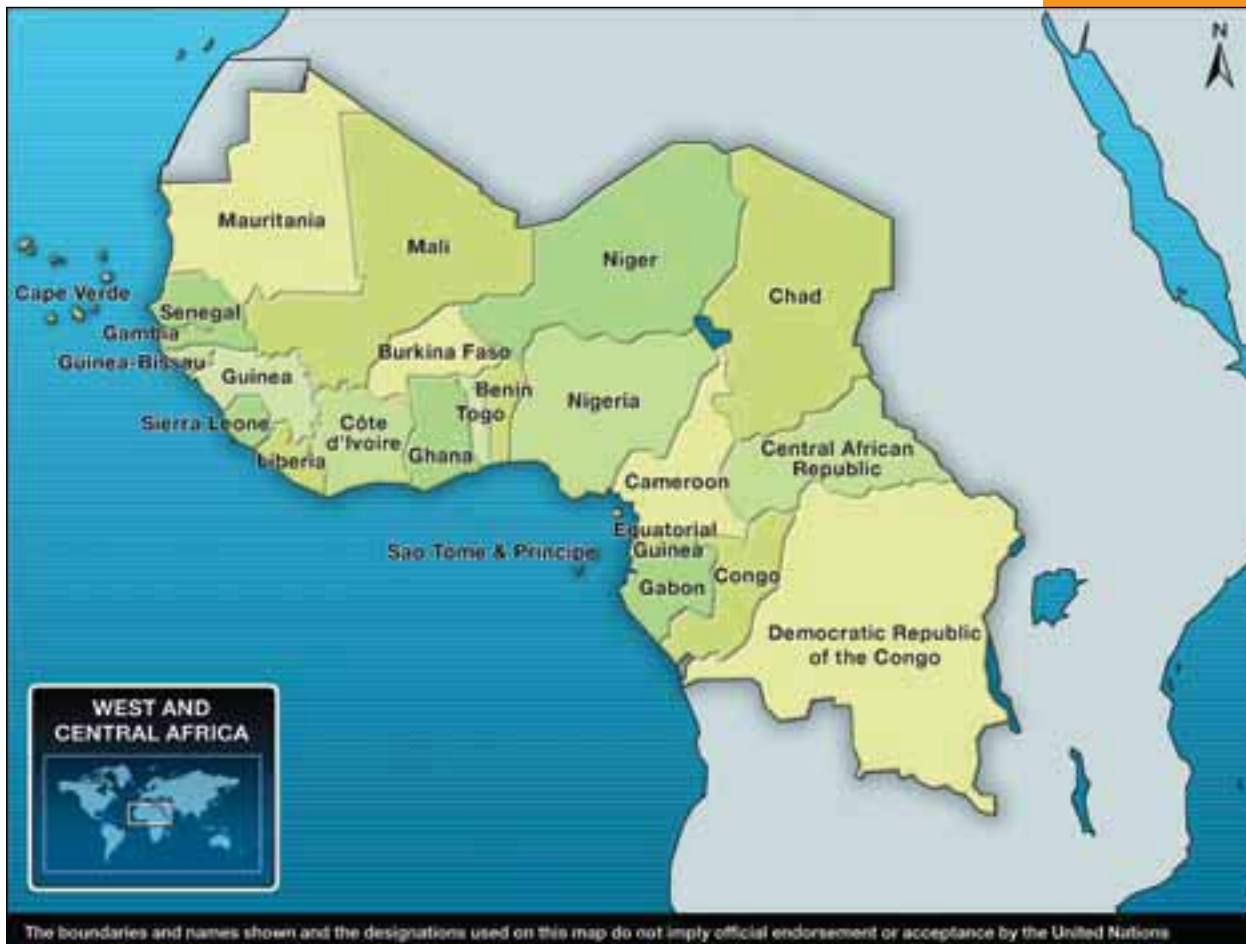 N
Mauritania
Mali
Niger
Chad
Cape Verde
Senegal
Gambia
Guinea-Bissau
Burkina Faso
Guinea
Benin
Togo
Nigeria
Sierra Leone
Côte
d'Ivoire
Ghana
Liberia
Central African
Republic
Cameroon
Equatorial
Guinea
Sao Tome & Principe
Gabon
Congo
Democratic Republic
of the Congo
WEST AND
CENTRAL AFRICA
The boundaries and names shown and the designations used on this map do not imply official endorsement or acceptance by the United Nations